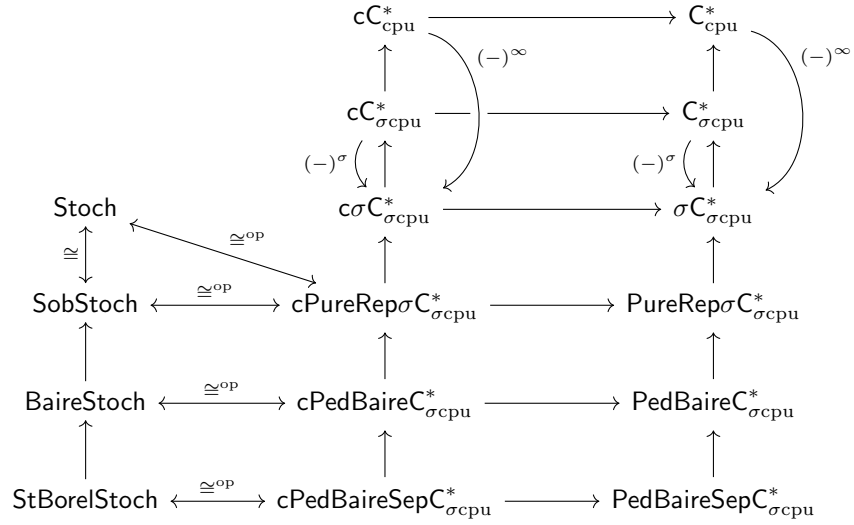 cC*cpu C*cpu
(−)∞ (−)∞
cC*σcpu C*σcpu
(−)σ (−)σ
Stoch cσC*σcpu σC*σcpu
≅ ≅op
SobStoch ≅op cPureRepσC*σcpu PureRepσC*σcpu
BaireStoch ≅op cPedBaireC*σcpu PedBaireC*σcpu
StBorelStoch ≅op cPedBaireSepC*σcpu PedBaireSepC*σcpu